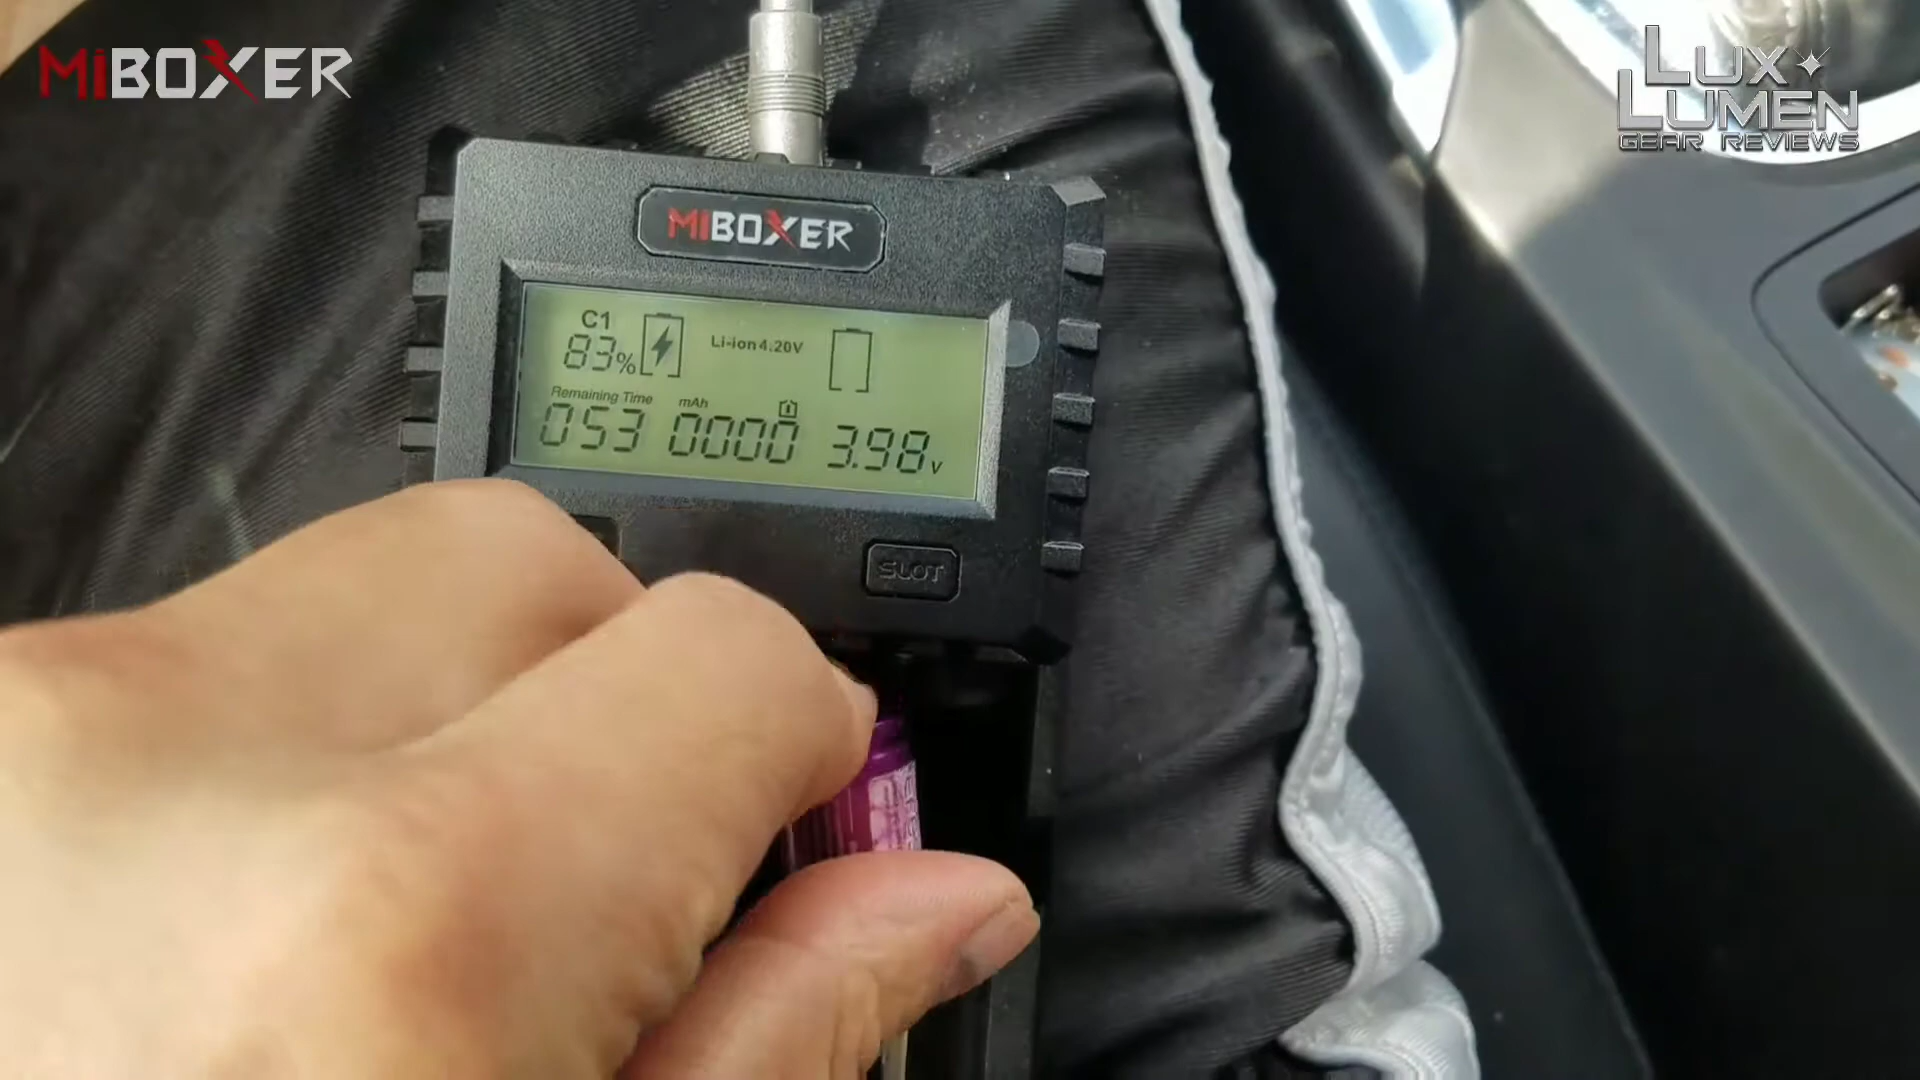 MiBOXER
LUX
LUMEN
GEAR REVIEWS
MiBOXER
C1
83%
Li-ion 4.20V
Remaining Time
mAh
053 0000 3.98 V
SLOT